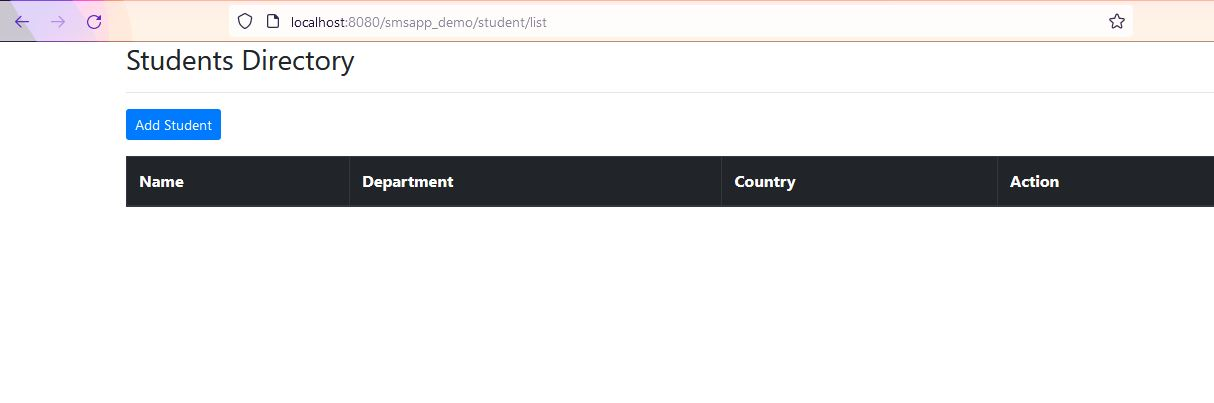 localhost:8080/smsapp_demo/student/list
Students Directory
Add Student
Name Department Country Action